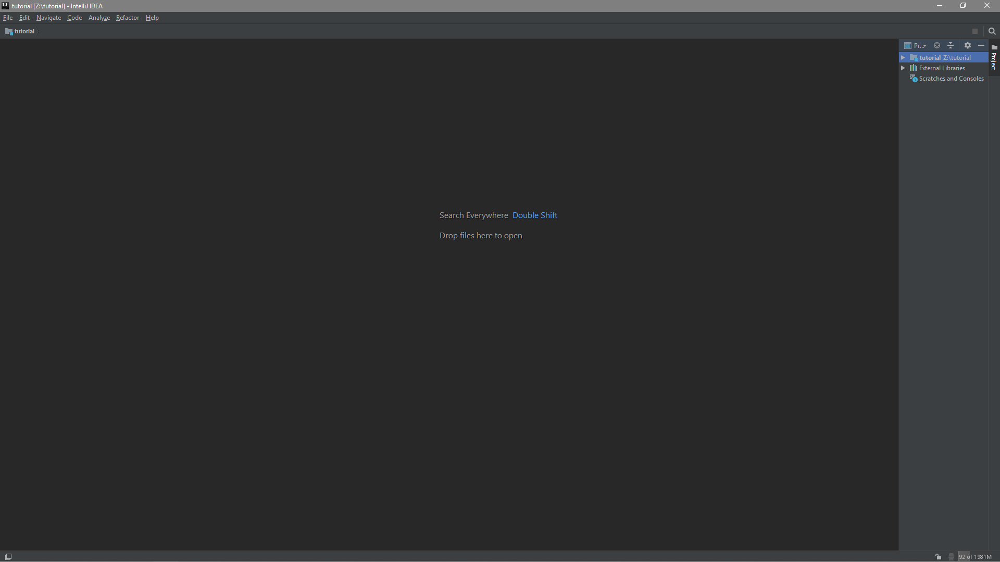 tutorial [Z:\tutorial] - IntelliJ IDEA
File Edit Navigate Code Analyze Refactor Help
tutorial
Pr...
tutorial Z:\tutorial
External Libraries
Scratches and Consoles
Project
Search Everywhere Double Shift
Drop files here to open
92 of 1981M